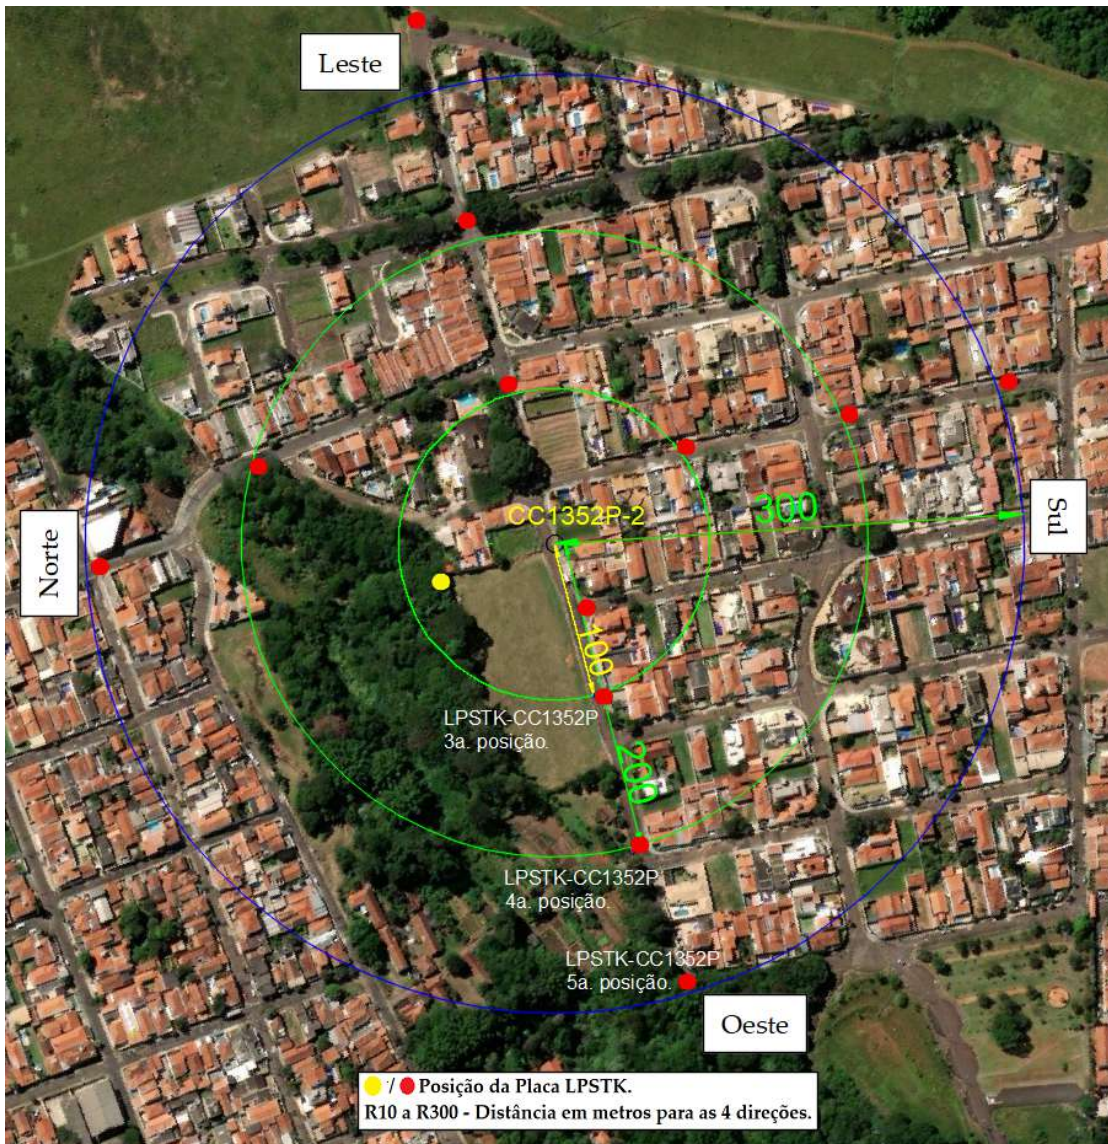 Leste
CC1352P-2
300
Sul
Norte
100
LPSTK-CC1352P
3a. posição.
200
LPSTK-CC1352P
4a. posição.
LPSTK-CC1352P
5a. posição.
Oeste
/ Posição da Placa LPSTK.
R10 a R300 - Distância em metros para as 4 direções.